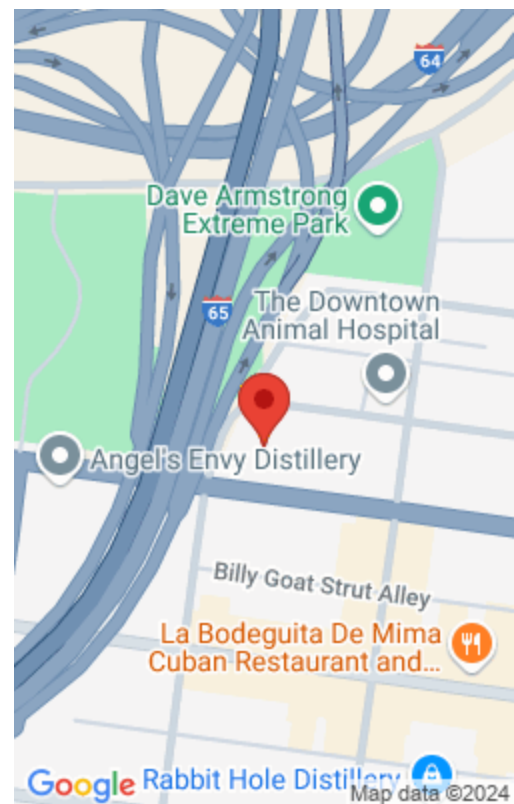 64
Dave Armstrong
Extreme Park
65
The Downtown
Animal Hospital
Angel's Envy Distillery
Billy Goat Strut Alley
La Bodeguita De Mima
Cuban Restaurant and...
Rabbit Hole Distillery
Google
Map data ©2024